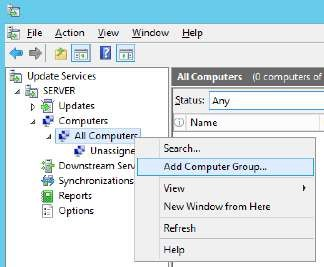 File Action View Window Help
Update Services
SERVER
Updates
Computers
All Computers
Unassigne
Downstream Serv
Synchronizations
Reports
Options
All Computers (0 computers of
Status: Any
Name
Search...
Add Computer Group...
View
New Window from Here
Refresh
Help